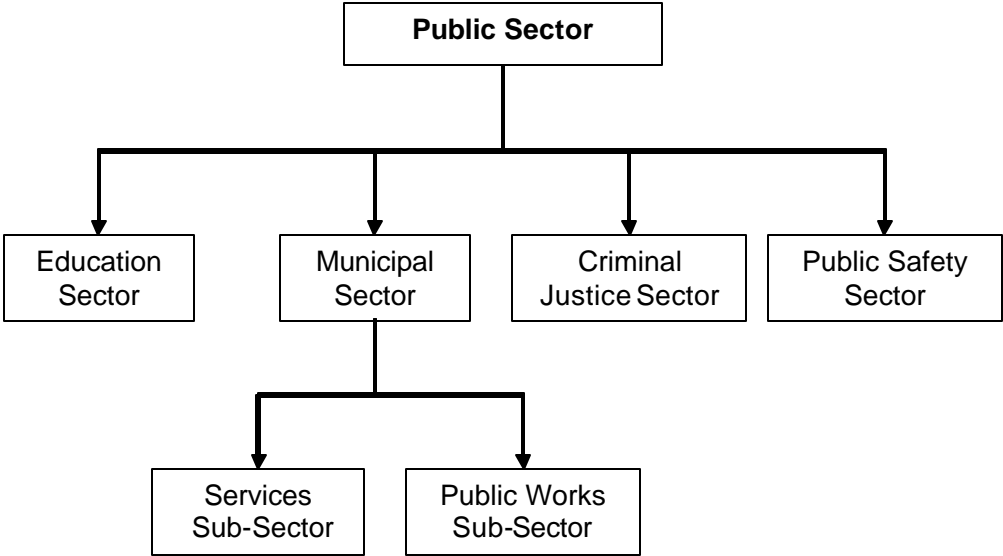 Public Sector
Education
Sector
Municipal
Sector
Criminal
Justice Sector
Public Safety
Sector
Services
Sub-Sector
Public Works
Sub-Sector